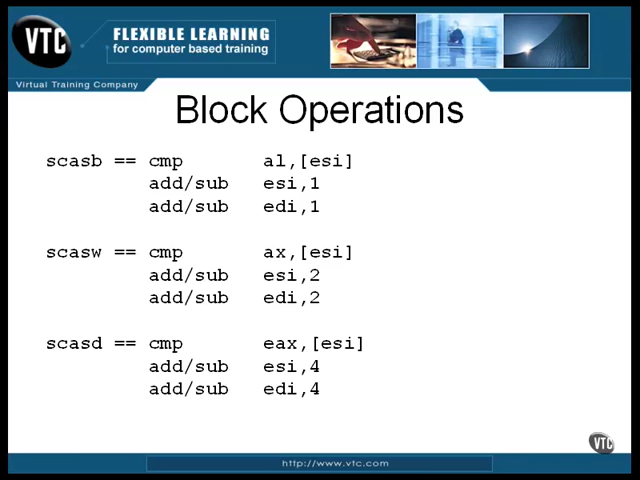 VTC
FLEXIBLE LEARNING
for computer based training
Virtual Training Company
Block Operations
scasb == cmp al,[esi]
add/sub esi,1
add/sub edi,1
scasw == cmp ax,[esi]
add/sub esi,2
add/sub edi,2
scasd == cmp eax,[esi]
add/sub esi,4
add/sub edi,4
VTC
http://www.vtc.com